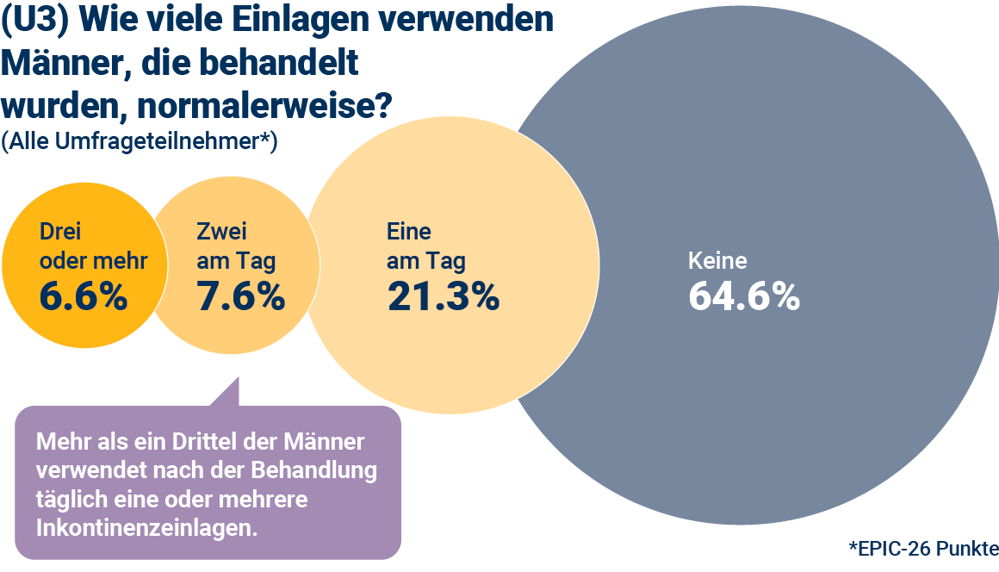 (U3) Wie viele Einlagen verwenden
Männer, die behandelt
wurden, normalerweise?
(Alle Umfrageteilnehmer*)
Drei
oder mehr
6.6%
Zwei
am Tag
7.6%
Eine
am Tag
21.3%
Keine
64.6%
Mehr als ein Drittel der Männer
verwendet nach der Behandlung
täglich eine oder mehrere
Inkontinenzeinlagen.
*EPIC-26 Punkte